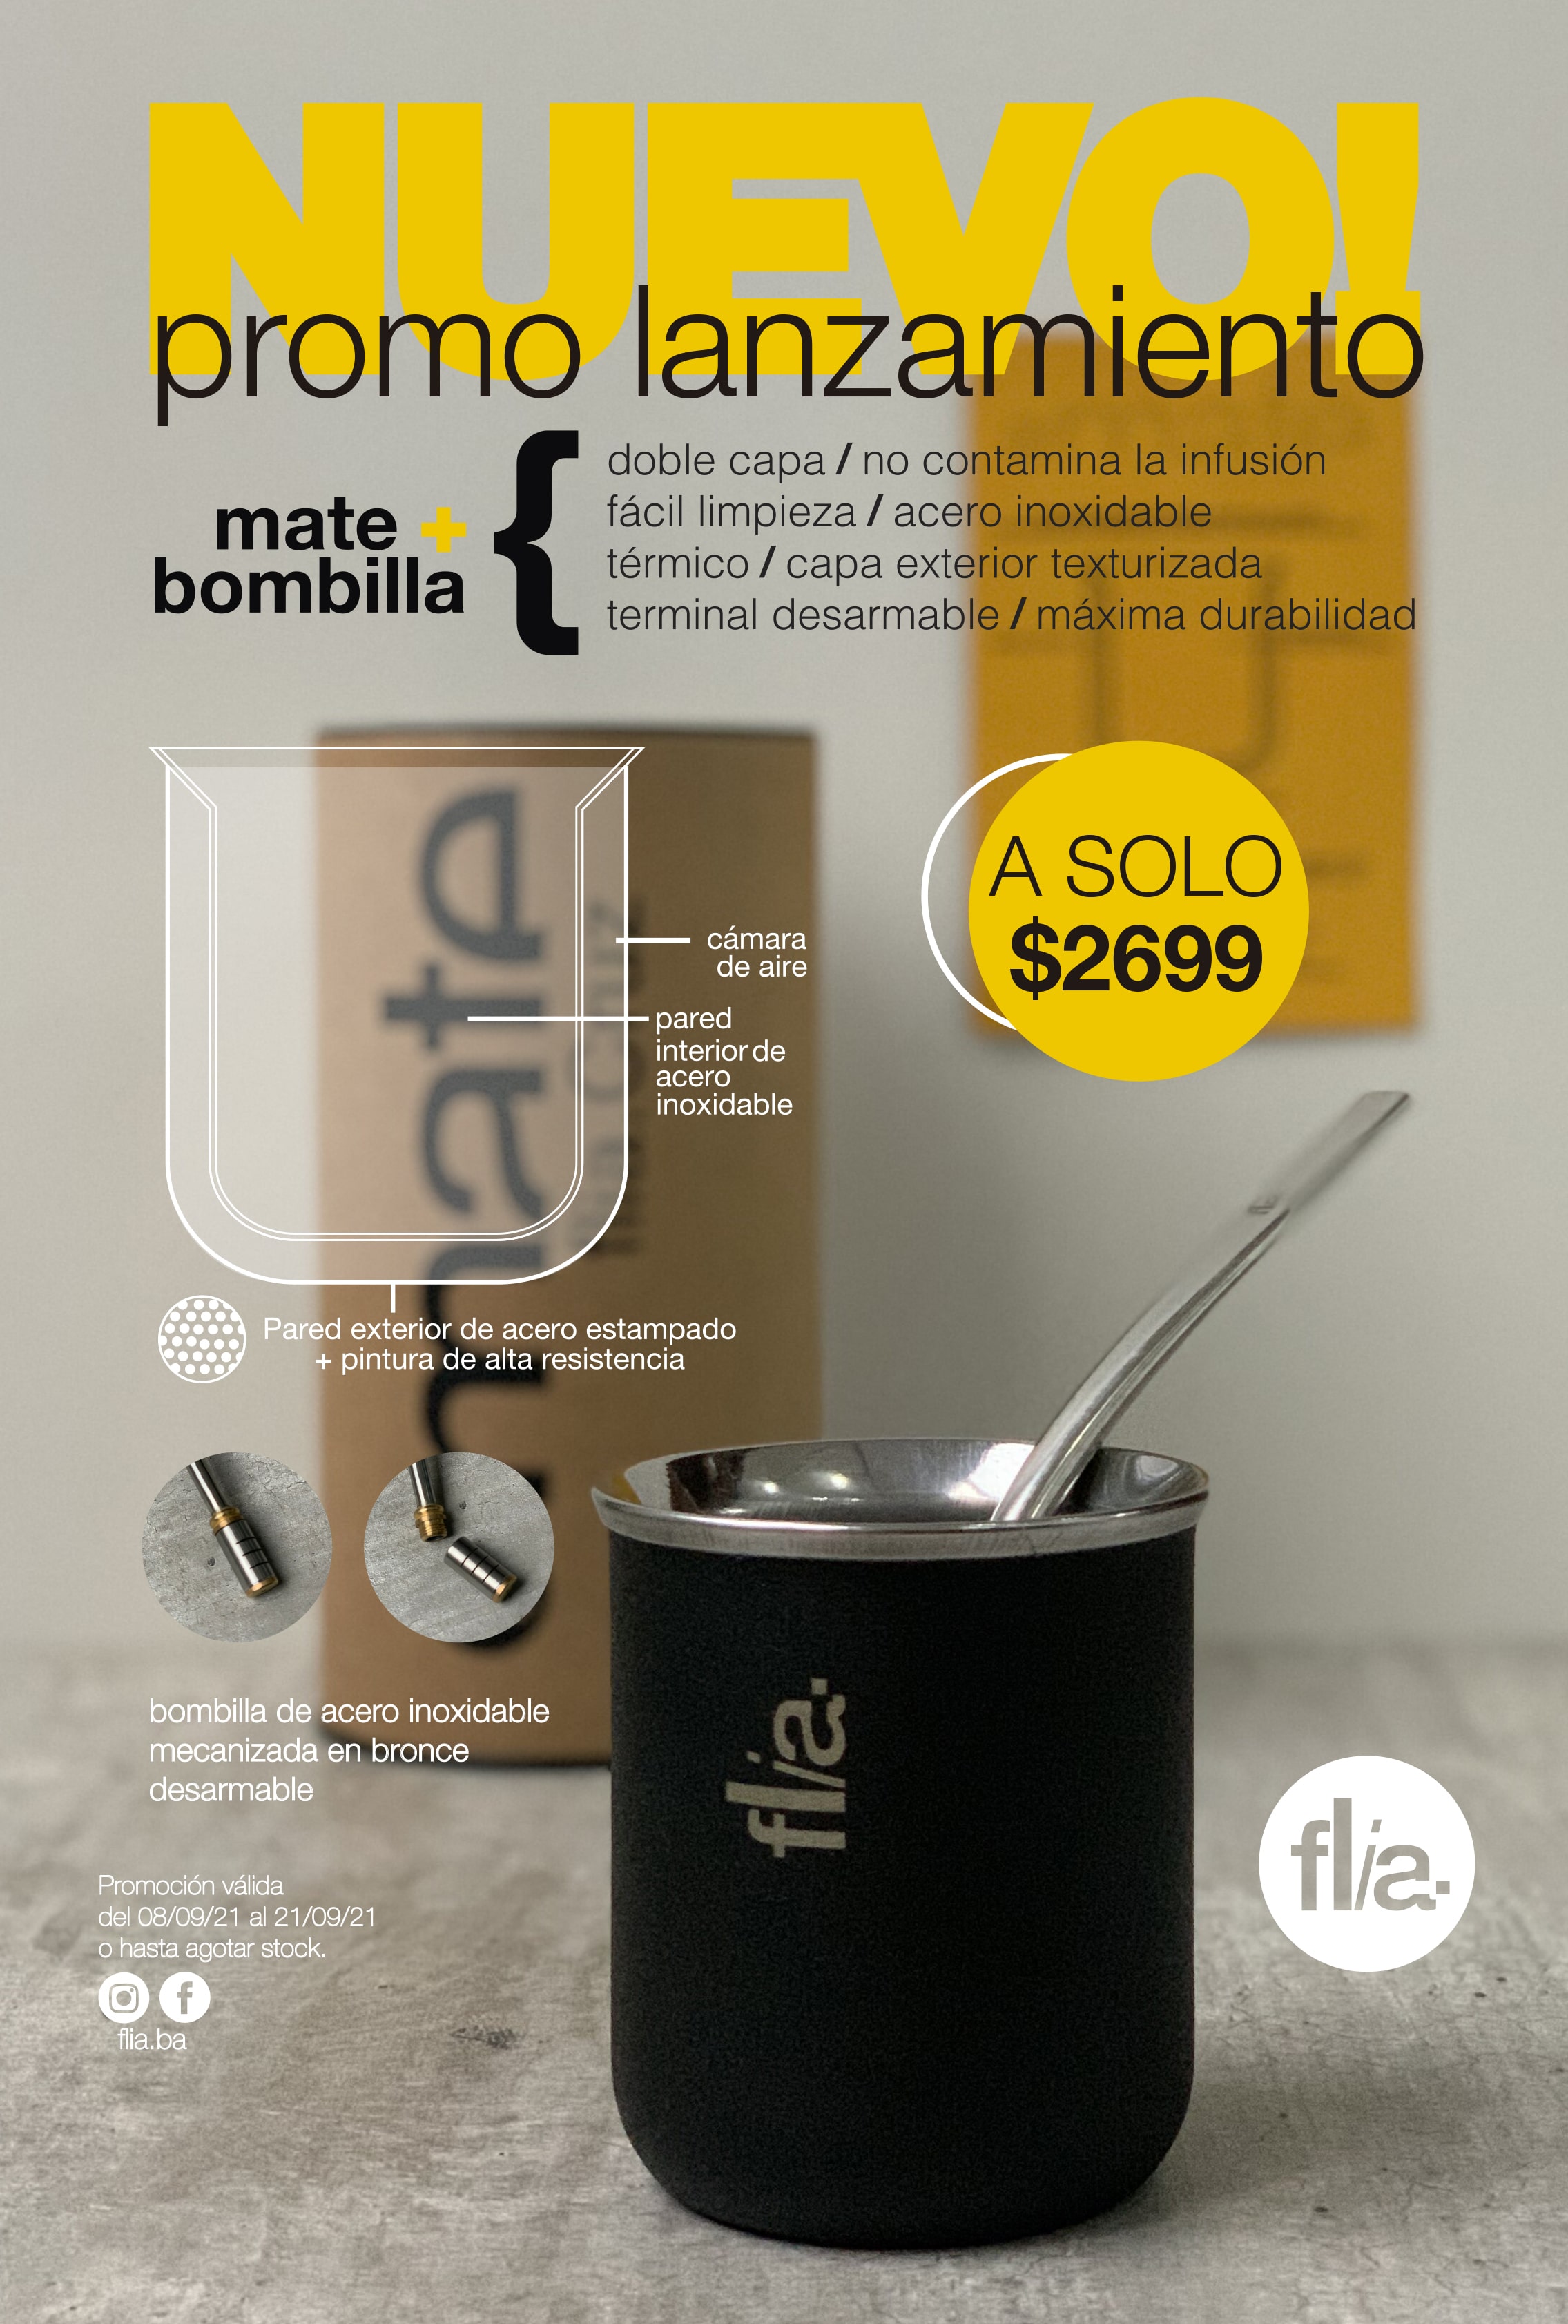 NUEVO!
promo lanzamiento
mate +
bombilla
{
doble capa / no contamina la infusión
fácil limpieza / acero inoxidable
térmico / capa exterior texturizada
terminal desarmable / máxima durabilidad
A SOLO
$2699
cámara
de aire
pared
interior de
acero
inoxidable
mate
Pared exterior de acero estampado
+ pintura de alta resistencia
bombilla de acero inoxidable
mecanizada en bronce
desarmable
flia.
flia.
Promoción válida
del 08/09/21 al 21/09/21
o hasta agotar stock.
flia.ba